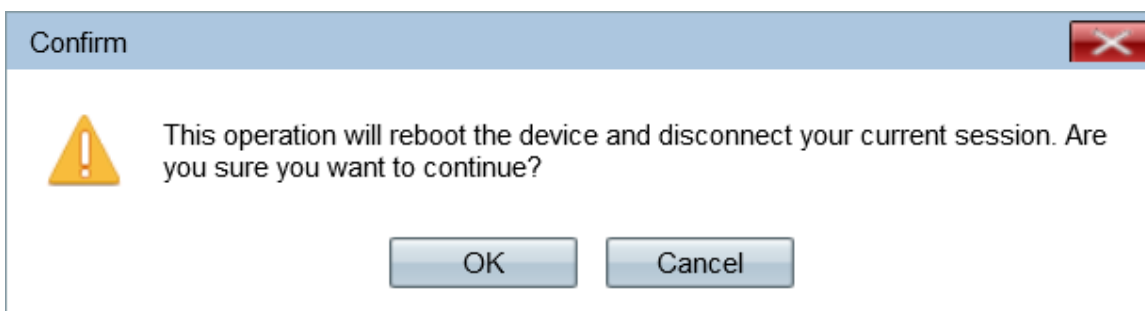 Confirm
This operation will reboot the device and disconnect your current session. Are
you sure you want to continue?
OK
Cancel